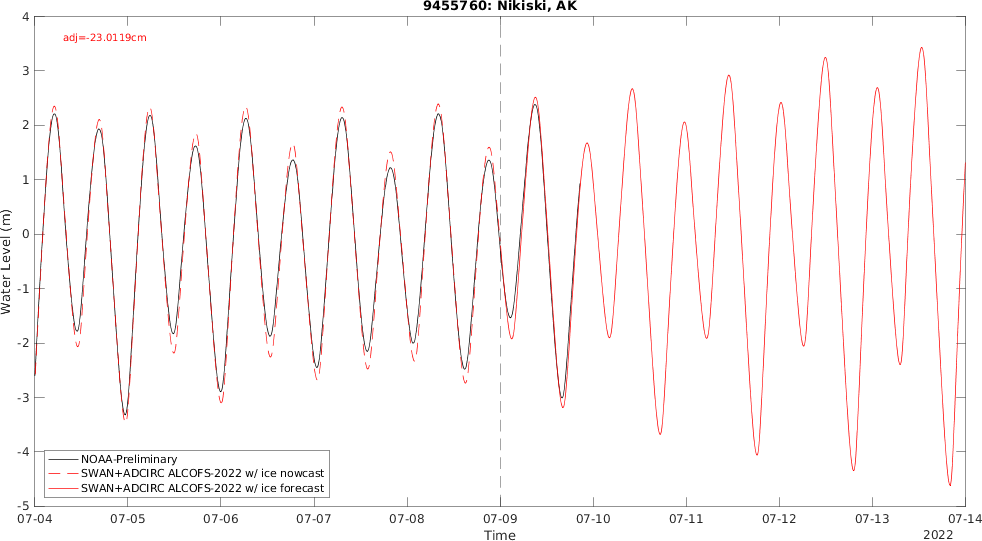 9455760: Nikiski, AK
adj=-23.0119cm
4
3
2
1
0
-1
-2
-3
-4
-5
Water Level (m)
NOAA-Preliminary
SWAN+ADCIRC ALCOFS-2022 w/ ice nowcast
SWAN+ADCIRC ALCOFS-2022 w/ ice forecast
07-04 07-05 07-06 07-07 07-08 07-09 07-10 07-11 07-12 07-13 07-14
Time
2022